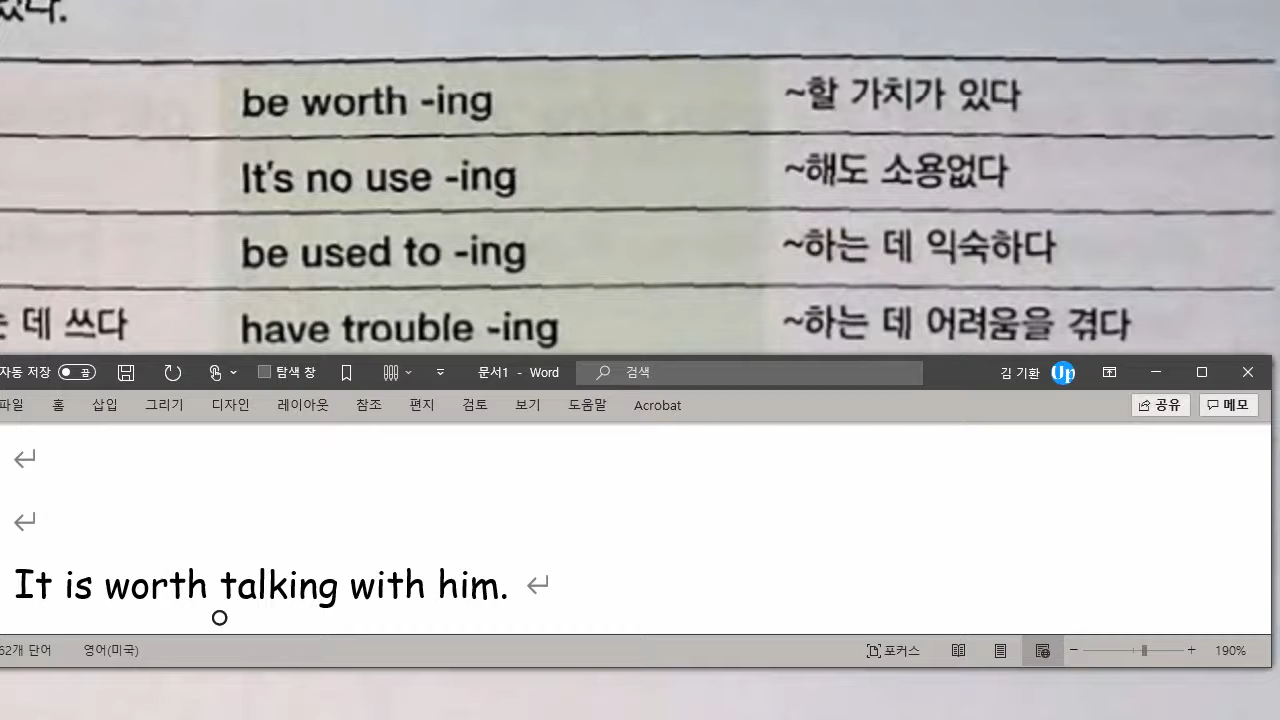 있다.
be worth -ing ~할 가치가 있다
It's no use -ing ~해도 소용없다
be used to -ing ~하는 데 익숙하다
는 데 쓰다 have trouble -ing ~하는 데 어려움을 겪다
자동 저장 끔 탐색 창 문서1 - Word 검색 김 기환 Up
파일 홈 삽입 그리기 디자인 레이아웃 참조 편지 검토 보기 도움말 Acrobat 공유 메모
It is worth talking with him.
62개 단어 영어(미국) 포커스 190%